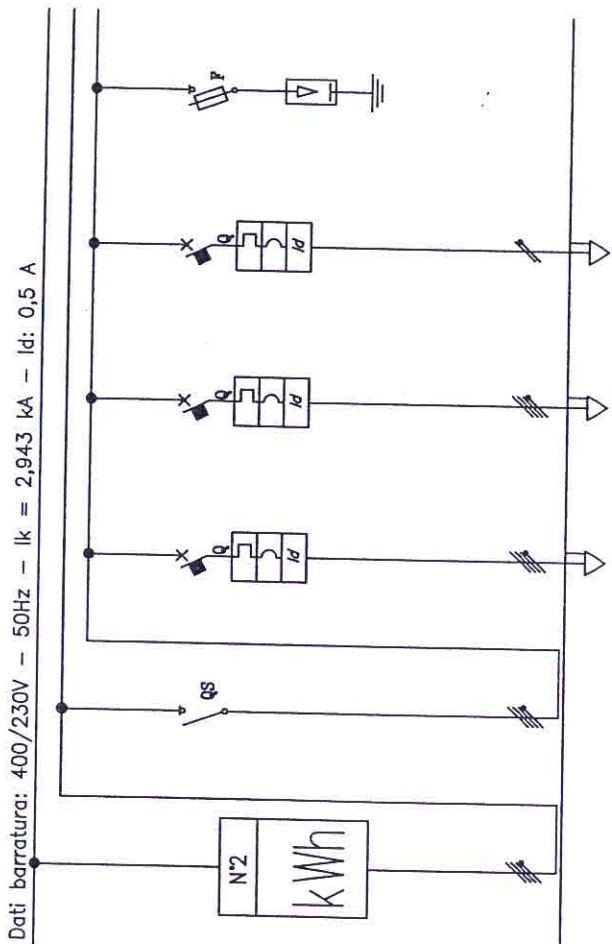 Dati barratura: 400/230V – 50Hz – Ik = 2,943 kA – Id: 0,5 A
N°2
kWh
QS
Q
Id
Q
Id
Q
Id
F